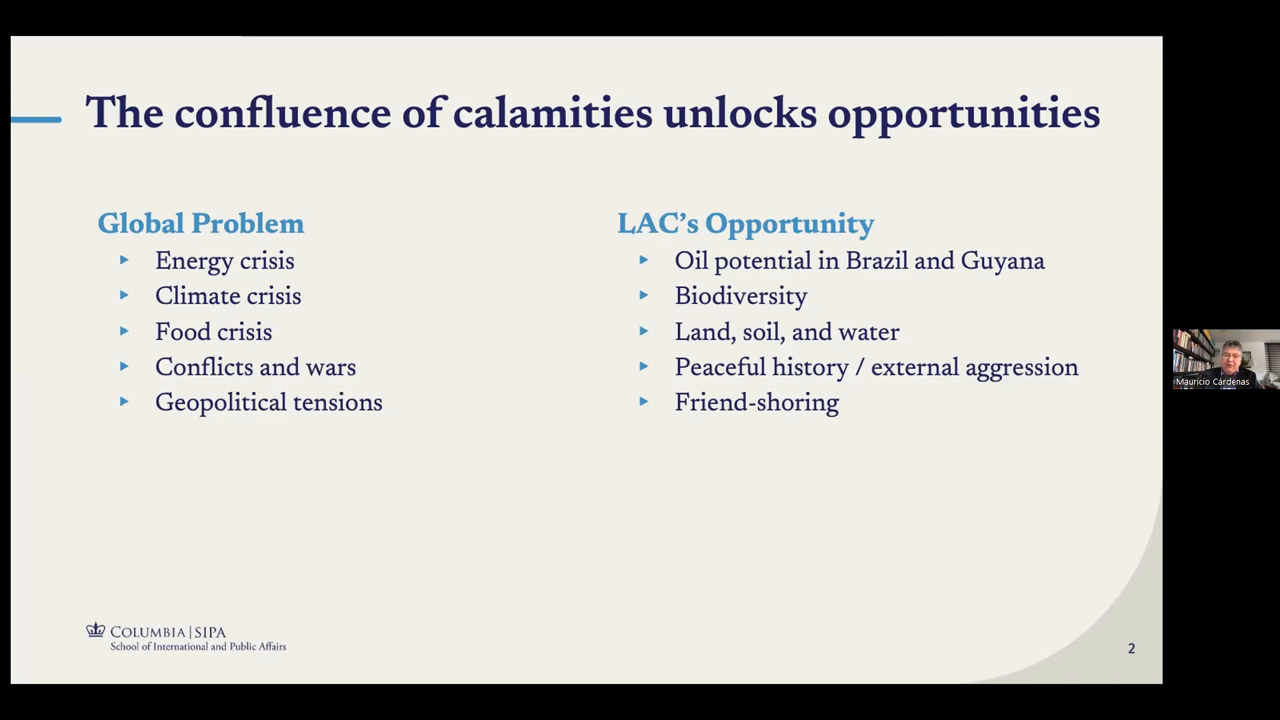 The confluence of calamities unlocks opportunities
Global Problem
Energy crisis
Climate crisis
Food crisis
Conflicts and wars
Geopolitical tensions
LAC's Opportunity
Oil potential in Brazil and Guyana
Biodiversity
Land, soil, and water
Peaceful history / external aggression
Friend-shoring
COLUMBIA | SIPA
School of International and Public Affairs
2
Mauricio Cárdenas